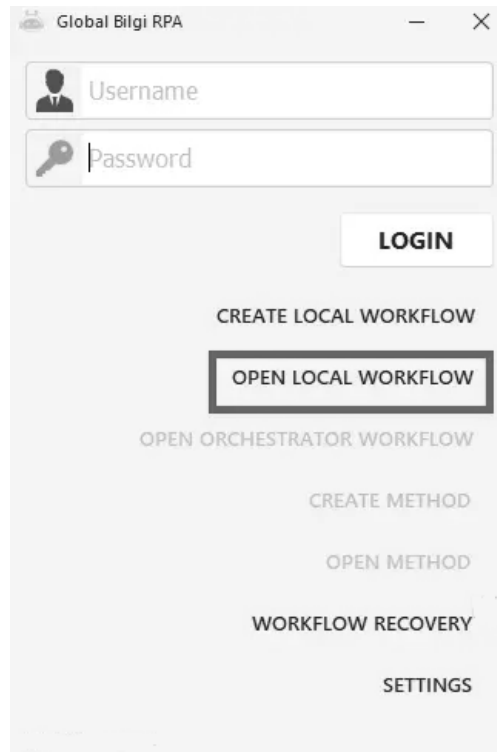 Global Bilgi RPA
Username
Password
LOGIN
CREATE LOCAL WORKFLOW
OPEN LOCAL WORKFLOW
OPEN ORCHESTRATOR WORKFLOW
CREATE METHOD
OPEN METHOD
WORKFLOW RECOVERY
SETTINGS